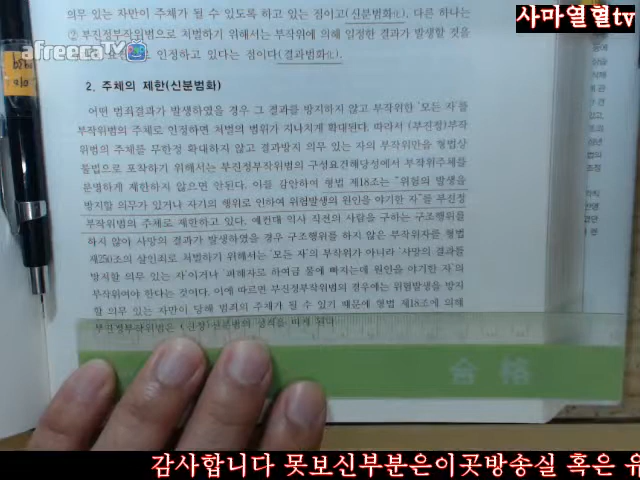 의무 있는 자만이 주체가 될 수 있도록 하고 있는 점이고(신분범화), 다른 하나는
② 부진정부작위범으로 처벌하기 위해서는 부작위에 의해 일정한 결과가 발생할 것을
인정하고 있다는 점이다(결과범화).
2. 주체의 제한(신분범화)
어떤 범죄결과가 발생하였을 경우 그 결과를 방지하지 않고 부작위한 '모든 자'를
부작위범의 주체로 인정하면 처벌의 범위가 지나치게 확대된다. 따라서 (부진정)부작
위범의 주체를 무한정 확대하지 않고 결과방지 의무 있는 자의 부작위만을 형법상
불법으로 포착하기 위해서는 부진정부작위범의 구성요건해당성에서 부작위주체를
분명하게 제한하지 않으면 안된다. 이를 감안하여 형법 제18조는 "위험의 발생을
방지할 의무가 있거나 자기의 행위로 인하여 위험발생의 원인을 야기한 자"를 부진정
부작위범의 주체로 제한하고 있다. 예컨대 익사 직전의 사람을 구하는 구조행위를
하지 않아 사망의 결과가 발생하였을 경우 구조행위를 하지 않은 부작위자를 형법
제250조의 살인죄로 처벌하기 위해서는 '모든 자'의 부작위가 아니라 '사망의 결과를
방지할 의무 있는 자'이거나 '피해자로 하여금 물에 빠지는데 원인을 야기한 자'의
부작위여야 한다는 것이다. 이에 따르면 부진정부작위범의 경우에는 위험발생을 방지
할 의무 있는 자만이 당해 범죄의 주체가 될 수 있기 때문에 형법 제18조에 의해
부진정부작위범은 (진정)신분범의 성격을 띠게 된다
afreecaTV
사마열혈tv
合格
감사합니다 못보신부분은이곳방송실 혹은 유